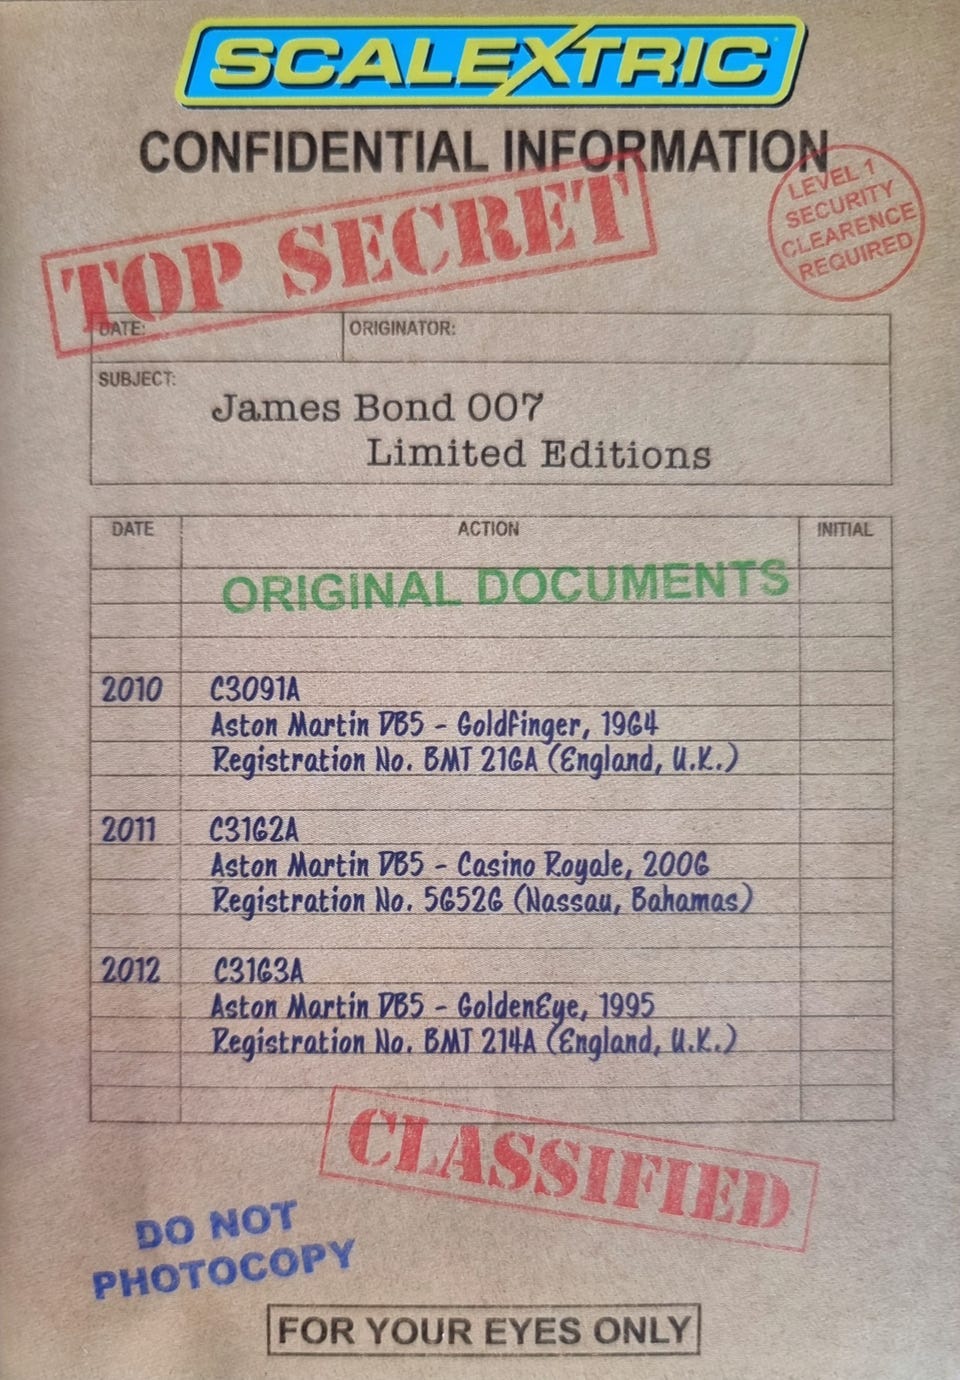 SCALEXTRIC
CONFIDENTIAL INFORMATION
TOP SECRET
LEVEL 1
SECURITY
CLEARENCE
REQUIRED
DATE:
ORIGINATOR:
SUBJECT:
James Bond 007
Limited Editions
DATE ACTION INITIAL
ORIGINAL DOCUMENTS
2010 C3091A
Aston Martin DB5 - Goldfinger, 1964
Registration No. BMT 216A (England, U.K.)
2011 C3162A
Aston Martin DB5 - Casino Royale, 2006
Registration No. 56526 (Nassau, Bahamas)
2012 C3163A
Aston Martin DB5 - GoldenEye, 1995
Registration No. BMT 214A (England, U.K.)
CLASSIFIED
DO NOT
PHOTOCOPY
FOR YOUR EYES ONLY